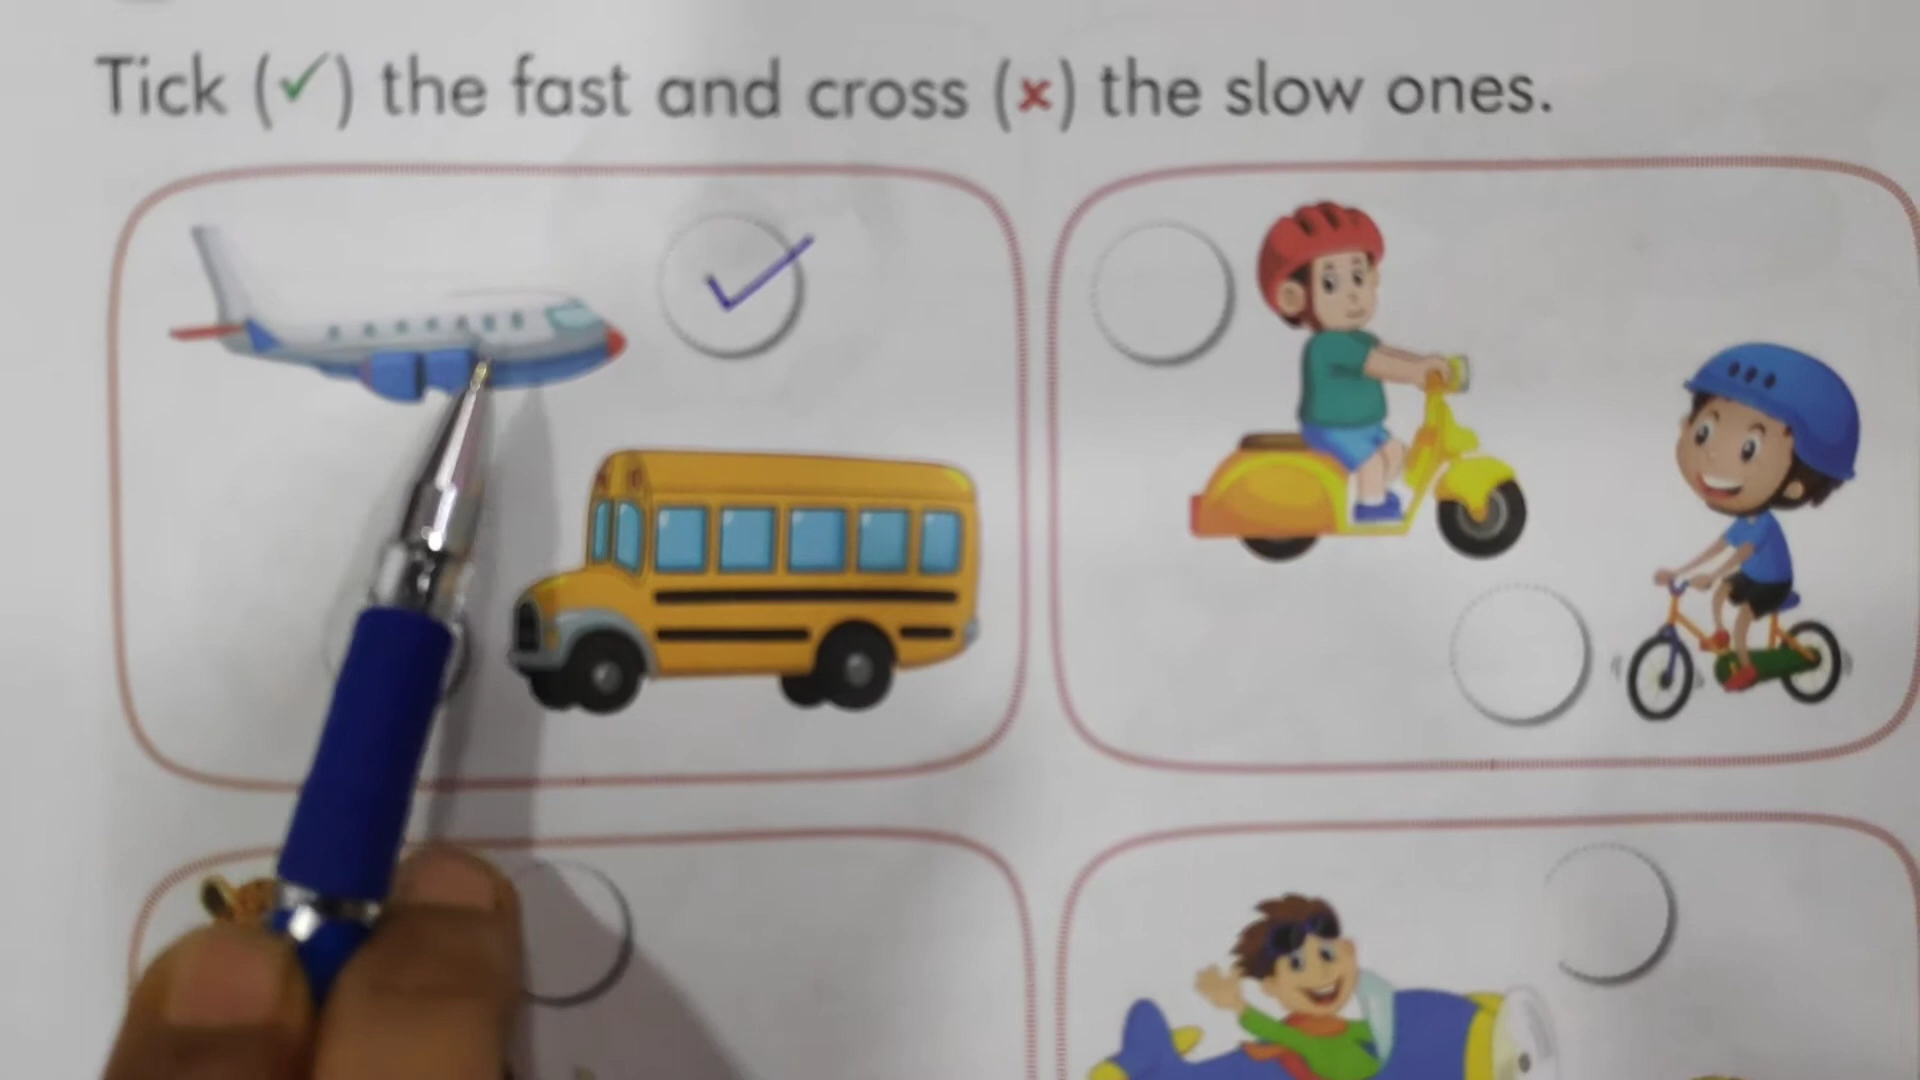 Tick (✓) the fast and cross (×) the slow ones.